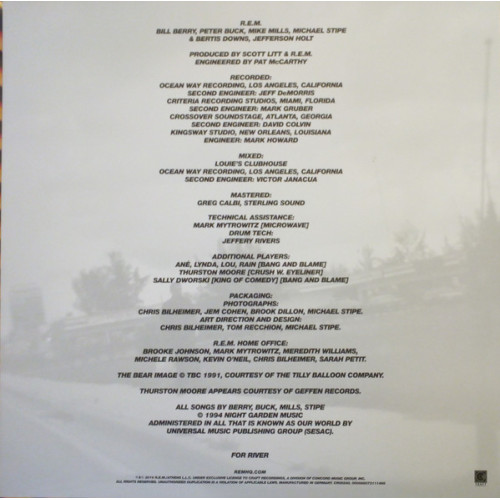 R.E.M.
BILL BERRY, PETER BUCK, MIKE MILLS, MICHAEL STIPE
& BERTIS DOWNS, JEFFERSON HOLT
PRODUCED BY SCOTT LITT & R.E.M.
ENGINEERED BY PAT McCARTHY
RECORDED:
OCEAN WAY RECORDING, LOS ANGELES, CALIFORNIA
SECOND ENGINEER: JEFF DeMORRIS
CRITERIA RECORDING STUDIOS, MIAMI, FLORIDA
SECOND ENGINEER: MARK GRUBER
CROSSOVER SOUNDSTAGE, ATLANTA, GEORGIA
SECOND ENGINEER: DAVID COLVIN
KINGSWAY STUDIO, NEW ORLEANS, LOUISIANA
ENGINEER: MARK HOWARD
MIXED:
LOUIE'S CLUBHOUSE
OCEAN WAY RECORDING, LOS ANGELES, CALIFORNIA
SECOND ENGINEER: VICTOR JANACUA
MASTERED:
GREG CALBI, STERLING SOUND
TECHNICAL ASSISTANCE:
MARK MYTROWITZ [MICROWAVE]
DRUM TECH:
JEFFERY RIVERS
ADDITIONAL PLAYERS:
ANÉ, LYNDA, LOU, RAIN [BANG AND BLAME]
THURSTON MOORE [CRUSH W. EYELINER]
SALLY DWORSKI [KING OF COMEDY] [BANG AND BLAME]
PACKAGING:
PHOTOGRAPHS:
CHRIS BILHEIMER, JEM COHEN, BROOK DILLON, MICHAEL STIPE.
ART DIRECTION AND DESIGN:
CHRIS BILHEIMER, TOM RECCHION, MICHAEL STIPE.
R.E.M. HOME OFFICE:
BROOKE JOHNSON, MARK MYTROWITZ, MEREDITH WILLIAMS,
MICHELE RAWSON, KEVIN O'NEIL, CHRIS BILHEIMER, SARAH PETIT.
THE BEAR IMAGE © TBC 1991, COURTESY OF THE TILLY BALLOON COMPANY.
THURSTON MOORE APPEARS COURTESY OF GEFFEN RECORDS.
ALL SONGS BY BERRY, BUCK, MILLS, STIPE
© 1994 NIGHT GARDEN MUSIC
ADMINISTERED IN ALL THAT IS KNOWN AS OUR WORLD BY
UNIVERSAL MUSIC PUBLISHING GROUP (SESAC).
FOR RIVER
REMHQ.COM